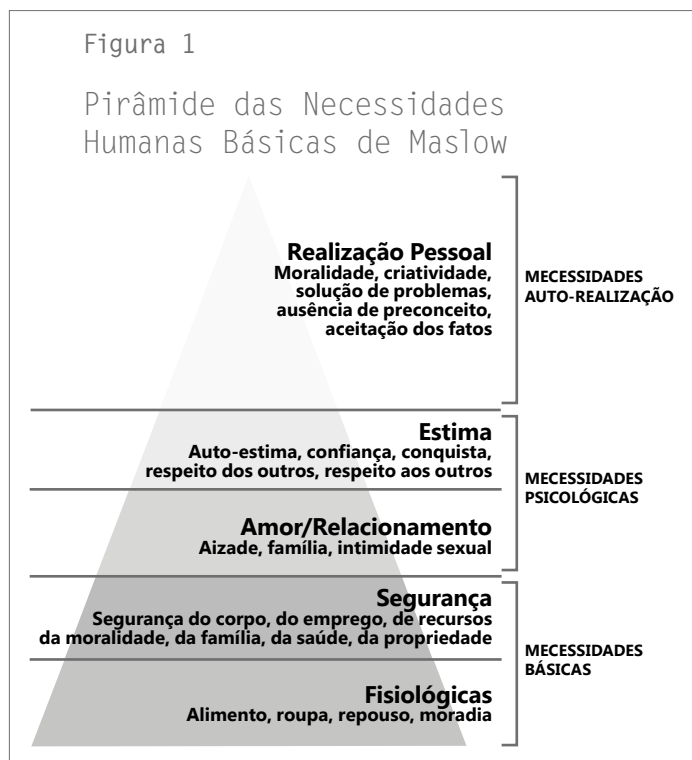 Figura 1
Pirâmide das Necessidades
Humanas Básicas de Maslow
Realização Pessoal
Moralidade, criatividade,
solução de problemas,
ausência de preconceito,
aceitação dos fatos
MECESSIDADES
AUTO-REALIZAÇÃO
Estima
Auto-estima, confiança, conquista,
respeito dos outros, respeito aos outros
MECESSIDADES
PSICOLÓGICAS
Amor/Relacionamento
Aizade, família, intimidade sexual
Segurança
Segurança do corpo, do emprego, de recursos
da moralidade, da família, da saúde, da propriedade
MECESSIDADES
BÁSICAS
Fisiológicas
Alimento, roupa, repouso, moradia